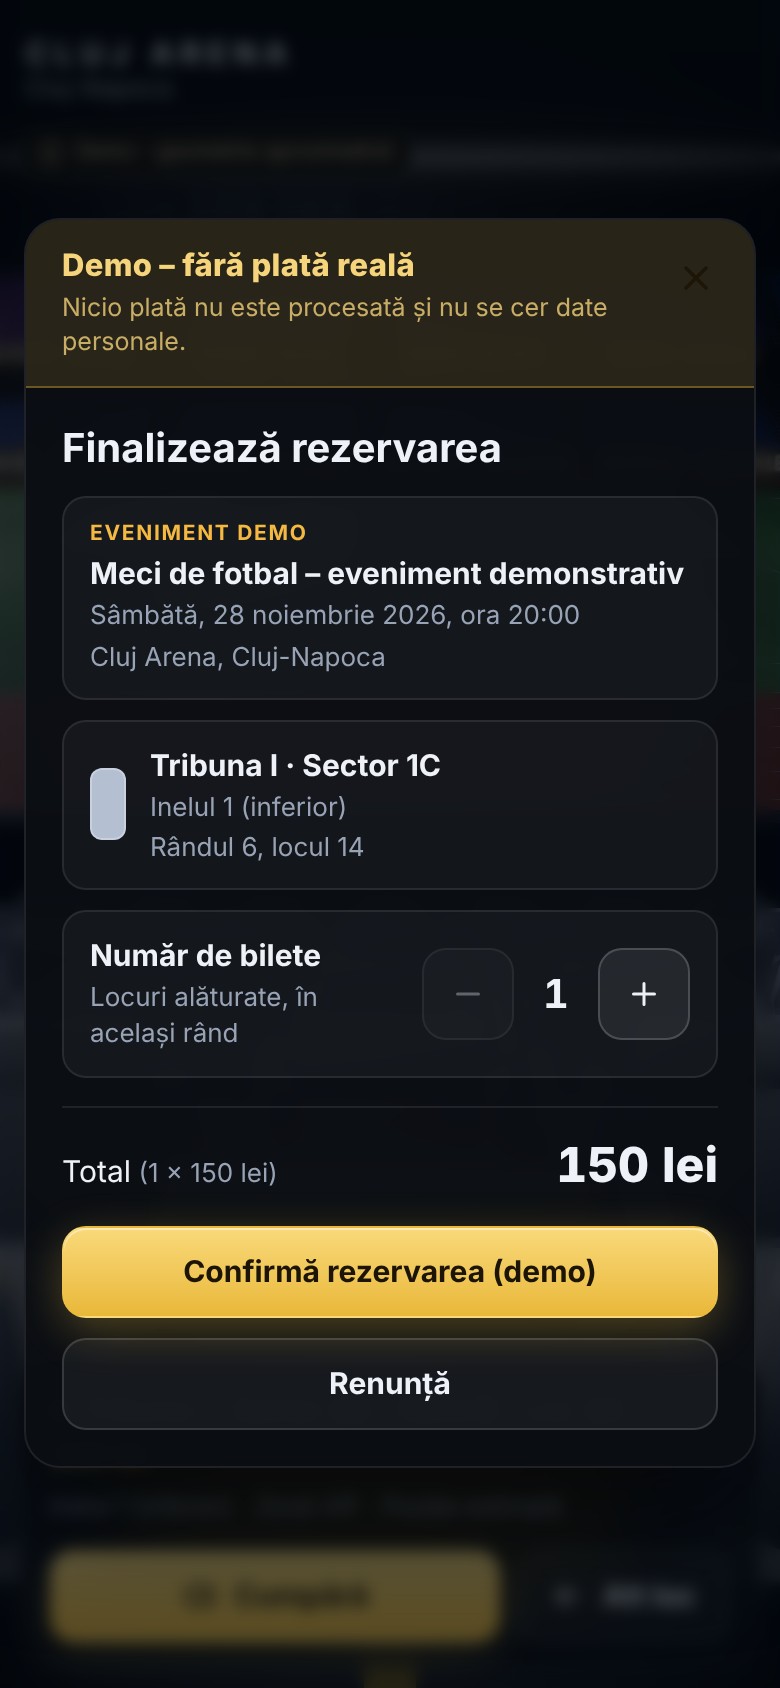 CLUJ ARENA
Demo – fără plată reală
Nicio plată nu este procesată și nu se cer date
personale.
Finalizează rezervarea
EVENIMENT DEMO
Meci de fotbal – eveniment demonstrativ
Sâmbătă, 28 noiembrie 2026, ora 20:00
Cluj Arena, Cluj-Napoca
Tribuna I · Sector 1C
Inelul 1 (inferior)
Rândul 6, locul 14
Număr de bilete
Locuri alăturate, în
același rând
− 1 +
Total (1 × 150 lei) 150 lei
Confirmă rezervarea (demo)
Renunță
Cumpără